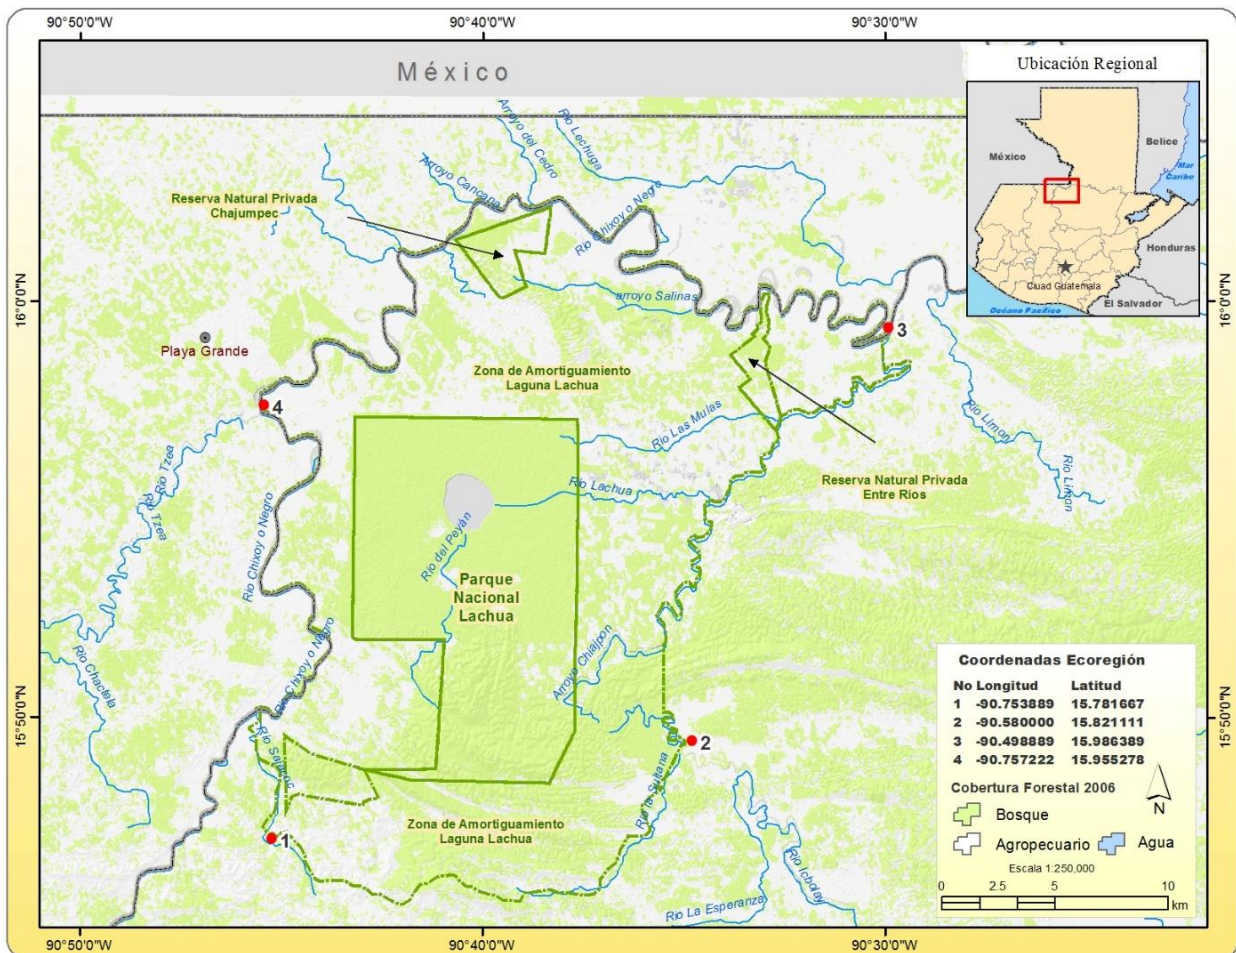 90°50'0"W
90°40'0"W
90°30'0"W
México
Ubicación Regional
México
Belice
Mar
Caribe
Honduras
Ciuad Guatemala
El Salvador
Océano Pacífico
Arroyo del Cedro
Rio Lechuga
Arroyo Cancana
Reserva Natural Privada
Chajumpec
Rio Chixoy o Negro
16°0'0"N
16°0'0"N
arroyo Salinas
3
Playa Grande
Zona de Amortiguamiento
Laguna Lachua
4
Rio Las Mulas
Rio Limon
Rio Limon
Rio Tzea
Rio Tzea
Rio Lachua
Reserva Natural Privada
Entre Rios
Rio Chixoy o Negro
Rio del Peyán
Parque
Nacional
Lachua
Rio Chixoy o Negro
Rio Chactela
Arroyo Chiajpon
15°50'0"N
15°50'0"N
Rio Salacoc
2
Rio la Sultana
1
Zona de Amortiguamiento
Laguna Lachua
Rio Icbolay
Rio La Esperanza
Coordenadas Ecoregión
No Longitud Latitud
1 -90.753889 15.781667
2 -90.580000 15.821111
3 -90.498889 15.986389
4 -90.757222 15.955278
Cobertura Forestal 2006
N
Bosque
Agropecuario
Agua
Escala 1:250,000
0 2.5 5 10
km
90°50'0"W
90°40'0"W
90°30'0"W